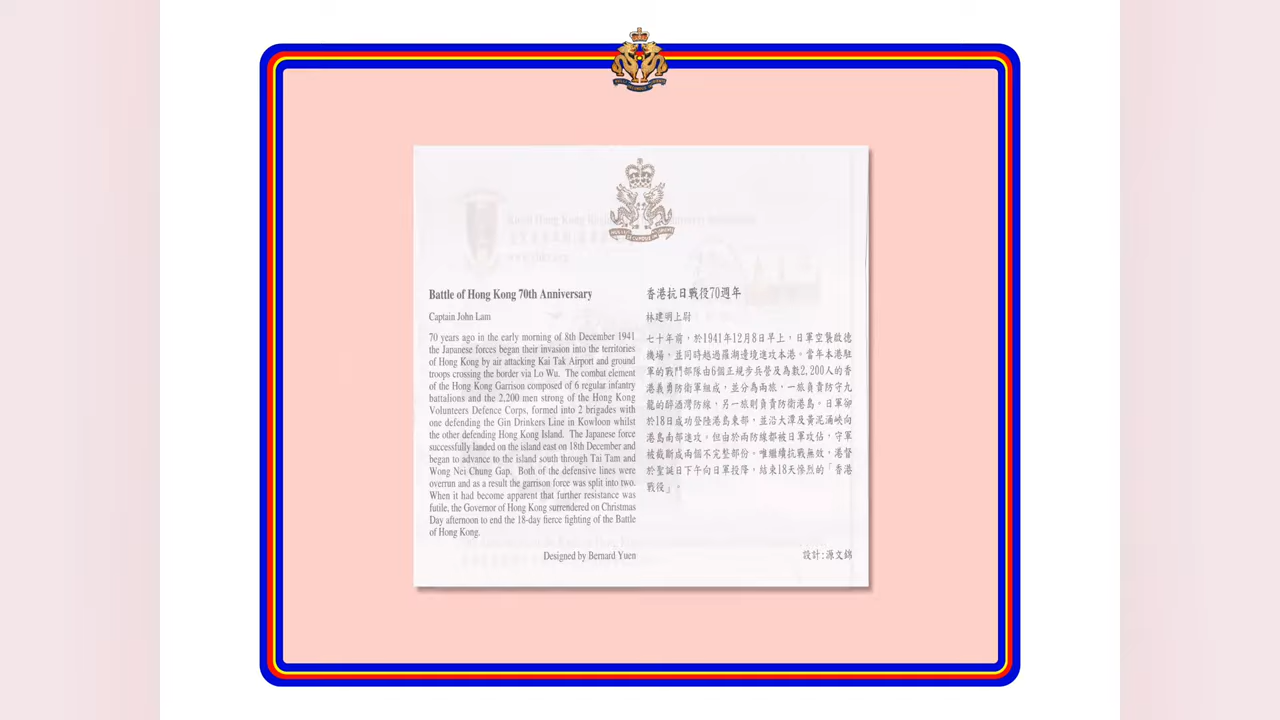 Battle of Hong Kong 70th Anniversary
Captain John Lam
70 years ago in the early morning of 8th December 1941
the Japanese forces began their invasion into the territories
of Hong Kong by air attacking Kai Tak Airport and ground
troops crossing the border via Lo Wu. The combat element
of the Hong Kong Garrison composed of 6 regular infantry
battalions and the 2,200 men strong of the Hong Kong
Volunteers Defence Corps, formed into 2 brigades with
one defending the Gin Drinkers Line in Kowloon whilst
the other defending Hong Kong Island. The Japanese force
successfully landed on the island east on 18th December and
began to advance to the island south through Tai Tam and
Wong Nei Chung Gap. Both of the defensive lines were
overrun and as a result the garrison force was split into two.
When it had become apparent that further resistance was
futile, the Governor of Hong Kong surrendered on Christmas
Day afternoon to end the 18-day fierce fighting of the Battle
of Hong Kong.
Designed by Bernard Yuen
香港抗日戰役70週年
林建明上尉
七十年前，於1941年12月8日早上，日軍空襲啟德
機場，並同時越過羅湖邊境進攻本港。當年本港駐
軍的戰鬥部隊由6個正規步兵營及為數2,200人的香
港義勇防衛軍組成，並分為兩旅，一旅負責防守九
龍的醉酒灣防線，另一旅則負責防衛港島。日軍卻
於18日成功登陸港島東部，並沿大潭及黃泥涌峽向
港島南部進攻。但由於兩防線都被日軍攻佔，守軍
被截斷成兩個不完整部份，唯繼續抗戰無效，港督
於聖誕日下午向日軍投降，結束18天慘烈的「香港
戰役」。
設計:源文錦